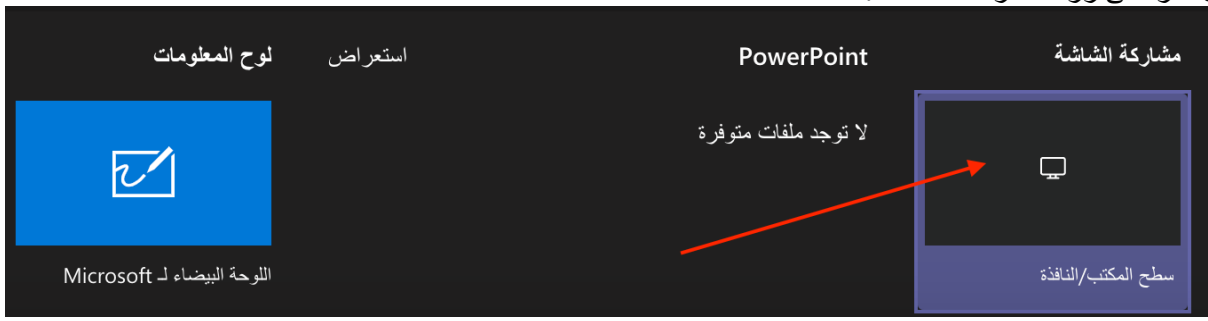 مشاركة الشاشة
PowerPoint
استعراض
لوح المعلومات
لا توجد ملفات متوفرة
سطح المكتب/النافذة
اللوحة البيضاء لـ Microsoft